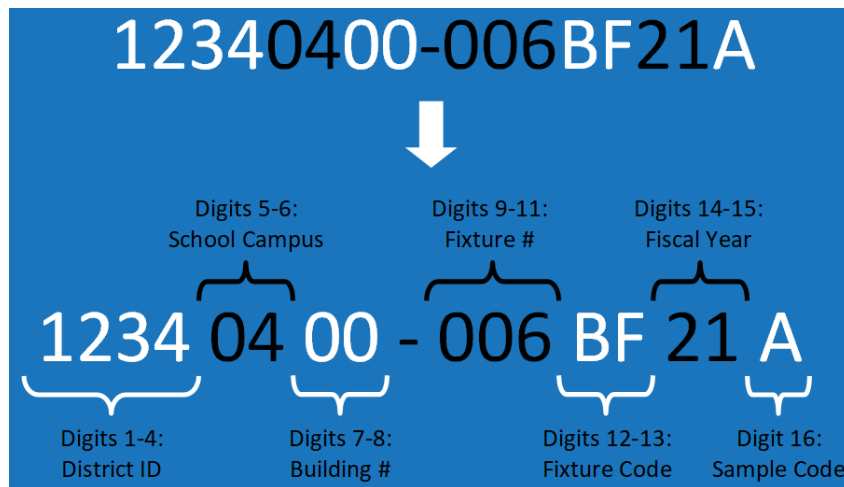 12340400-006BF21A
Digits 5-6:
School Campus
Digits 9-11:
Fixture #
Digits 14-15:
Fiscal Year
1234 04 00 - 006 BF 21 A
Digits 1-4:
District ID
Digits 7-8:
Building #
Digits 12-13:
Fixture Code
Digit 16:
Sample Code